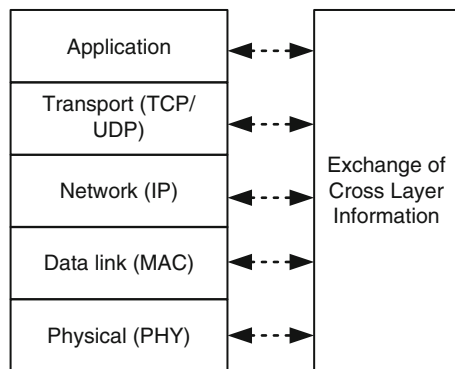 Application
Transport (TCP/
UDP)
Network (IP)
Data link (MAC)
Physical (PHY)
Exchange of
Cross Layer
Information